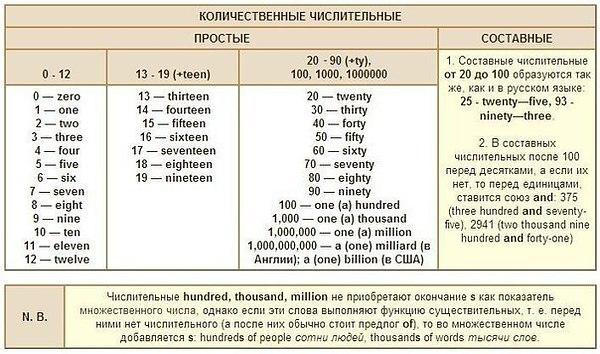 КОЛИЧЕСТВЕННЫЕ ЧИСЛИТЕЛЬНЫЕ
ПРОСТЫЕ
СОСТАВНЫЕ
0 - 12
13 - 19 (+teen)
20 - 90 (+ty),
100, 1000, 1000000
0 — zero
1 — one
2 — two
3 — three
4 — four
5 — five
6 — six
7 — seven
8 — eight
9 — nine
10 — ten
11 — eleven
12 — twelve
13 — thirteen
14 — fourteen
15 — fifteen
16 — sixteen
17 — seventeen
18 — eighteen
19 — nineteen
20 — twenty
30 — thirty
40 — forty
50 — fifty
60 — sixty
70 — seventy
80 — eighty
90 — ninety
100 — one (a) hundred
1,000 — one (a) thousand
1,000,000 — one (a) million
1,000,000,000 — a (one) milliard (в
Англии); a (one) billion (в США)
1. Составные числительные
от 20 до 100 образуются так
же, как и в русском языке:
25 - twenty—five, 93 -
ninety—three.
2. В составных
числительных после 100
перед десятками, а если их
нет, то перед единицами,
ставится союз and: 375
(three hundred and seventy-
five), 2941 (two thousand nine
hundred and forty-one)
N. B.
Числительные hundred, thousand, million не приобретают окончание s как показатель
множественного числа, однако если эти слова выполняют функцию существительных, т. е. перед
ними нет числительного (а после них обычно стоит предлог of), то во множественном числе
добавляется s: hundreds of people сотни людей, thousands of words тысячи слов.